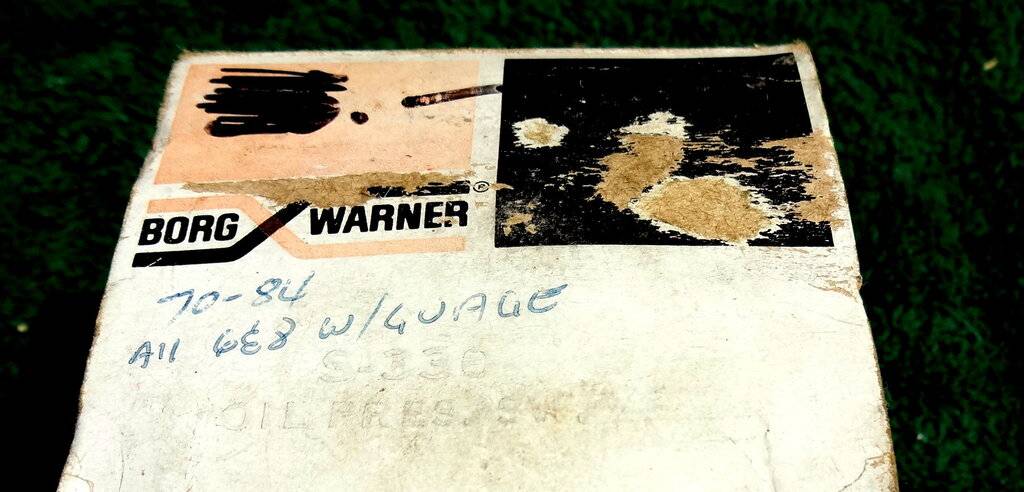 BORG WARNER®
70-84
All 6&8 W/GUAGE
S-330
OIL PRES. SW